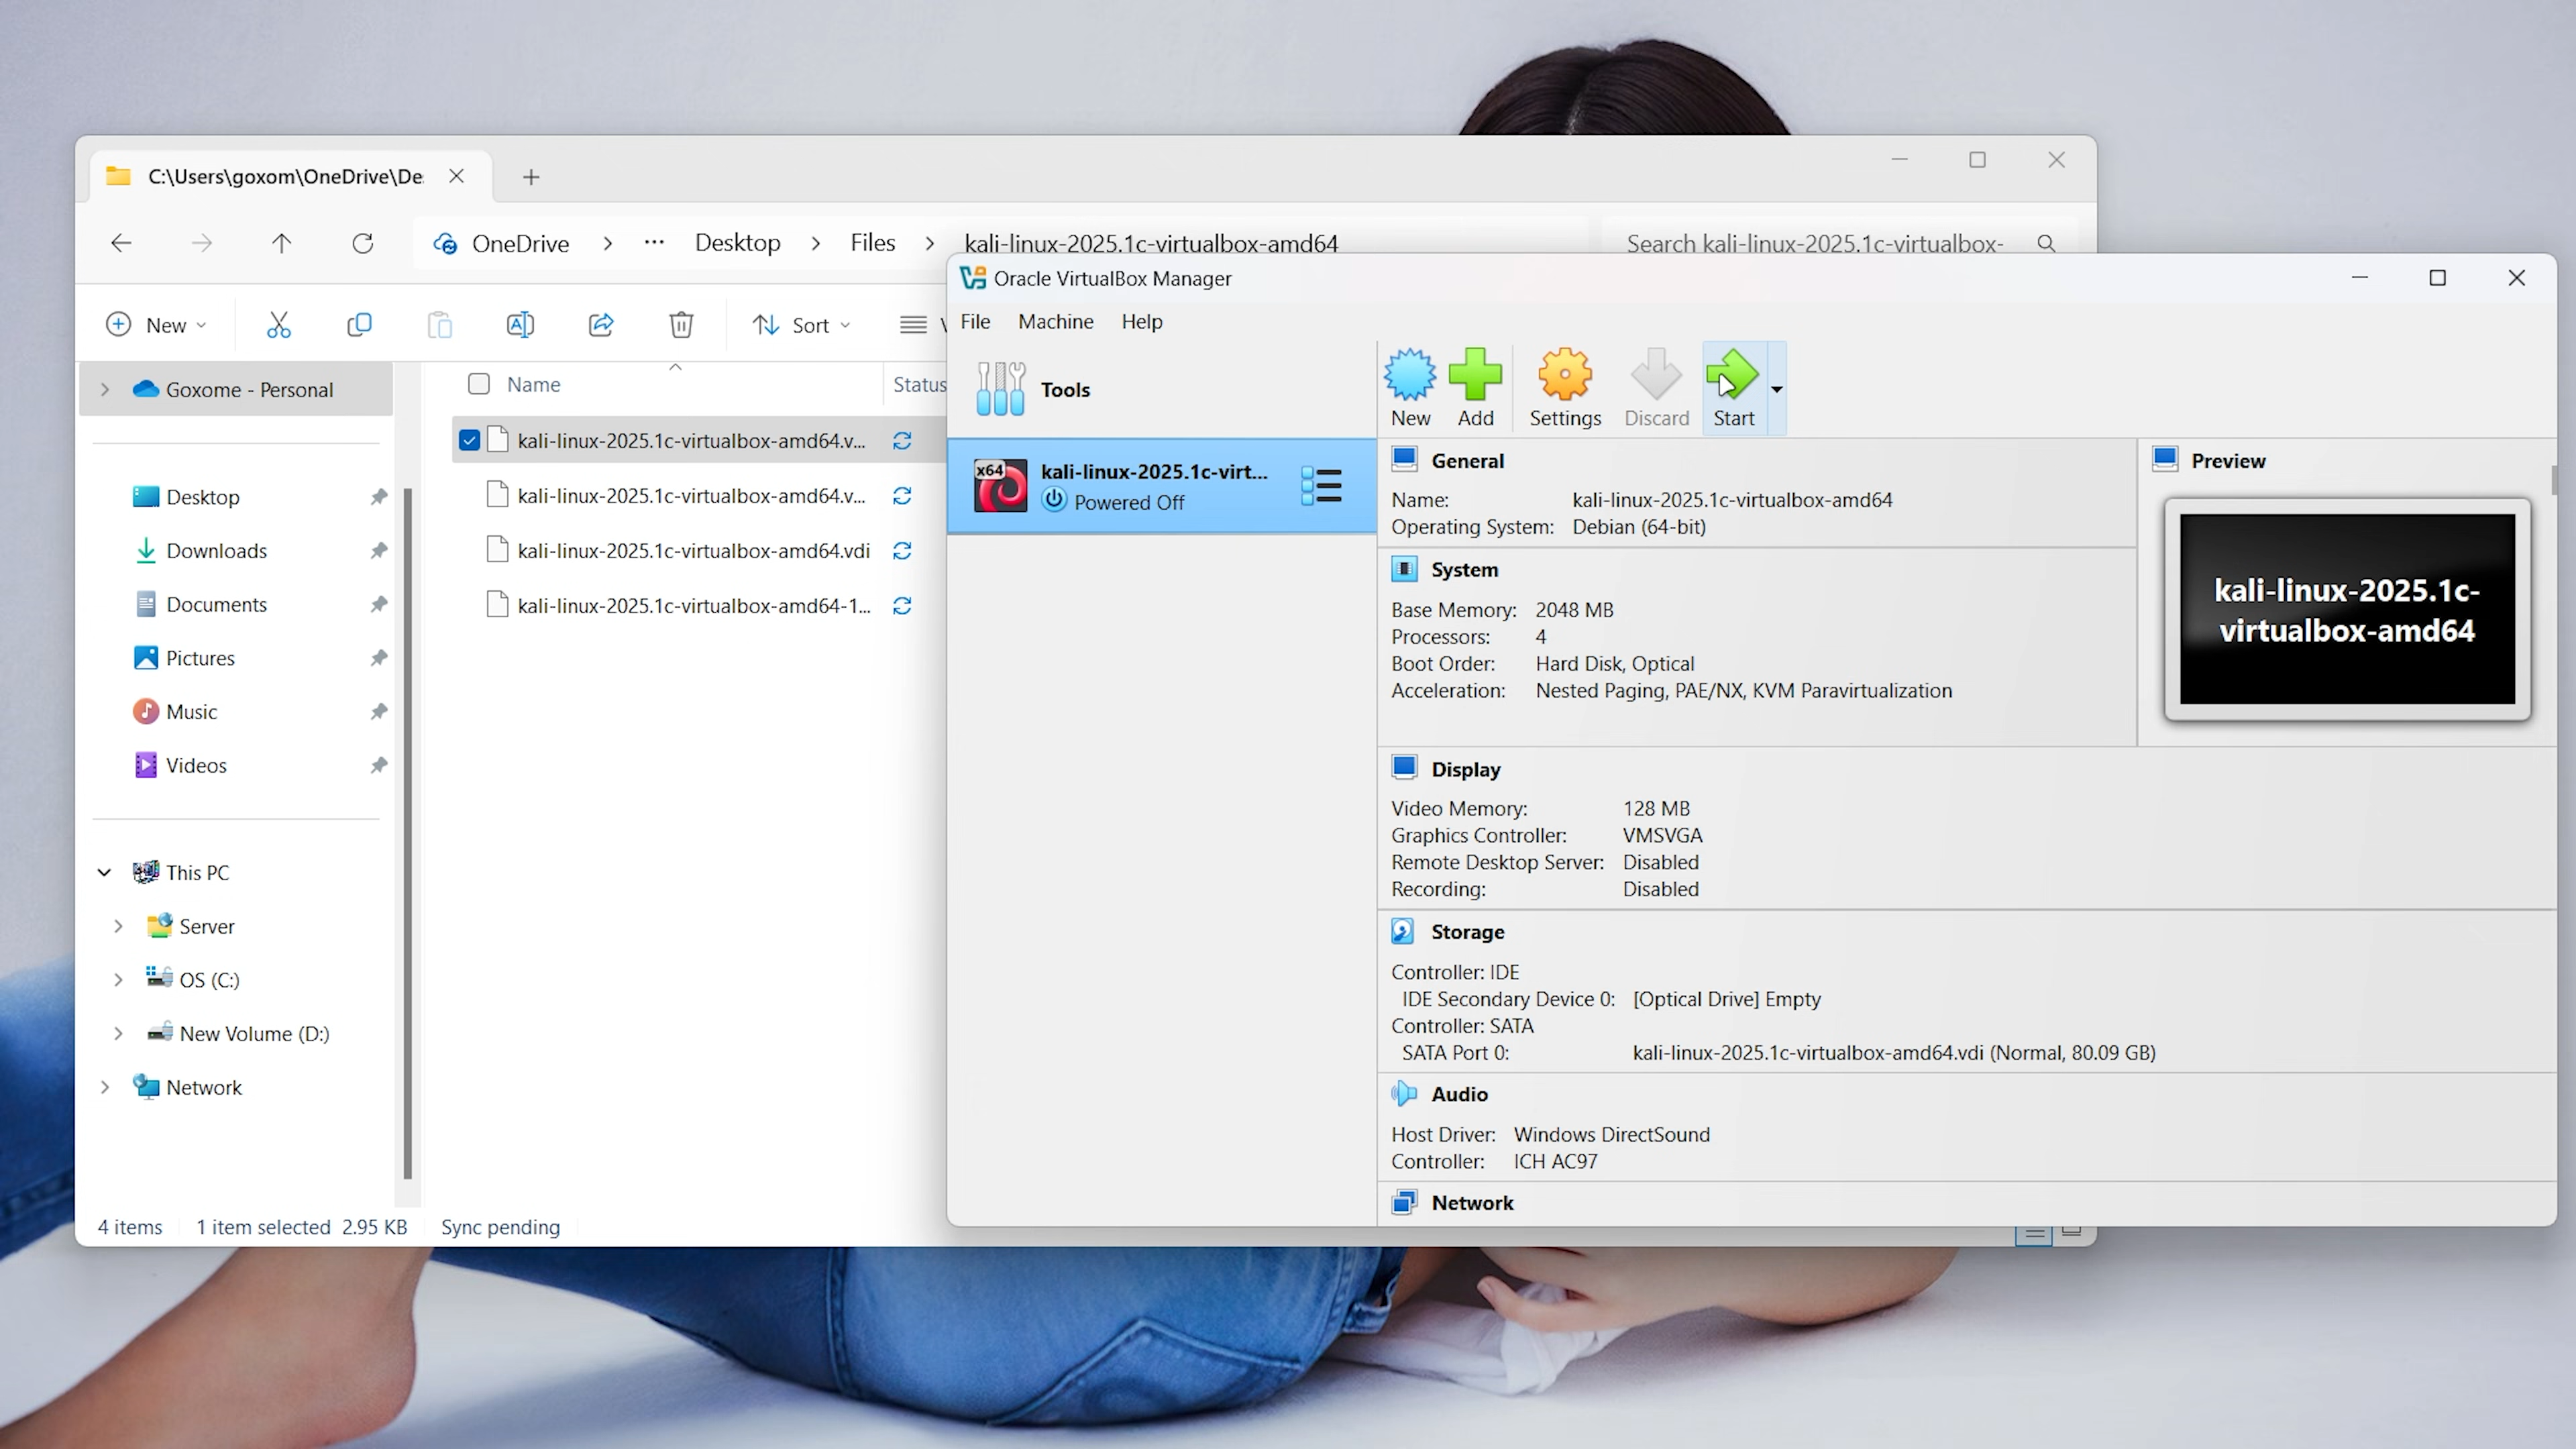 C:\Users\goxom\OneDrive\De
OneDrive > ... Desktop > Files > kali-linux-2025.1c-virtualbox-amd64
Search kali-linux-2025.1c-virtualbox-
New
Sort
Name
Status
Goxome - Personal
Desktop
Downloads
Documents
Pictures
Music
Videos
This PC
Server
OS (C:)
New Volume (D:)
Network
kali-linux-2025.1c-virtualbox-amd64.v...
kali-linux-2025.1c-virtualbox-amd64.v...
kali-linux-2025.1c-virtualbox-amd64.vdi
kali-linux-2025.1c-virtualbox-amd64-1...
4 items 1 item selected 2.95 KB Sync pending
Oracle VirtualBox Manager
File Machine Help
Tools
x64
kali-linux-2025.1c-virt...
Powered Off
New Add Settings Discard Start
General
Name: kali-linux-2025.1c-virtualbox-amd64
Operating System: Debian (64-bit)
System
Base Memory: 2048 MB
Processors: 4
Boot Order: Hard Disk, Optical
Acceleration: Nested Paging, PAE/NX, KVM Paravirtualization
Preview
kali-linux-2025.1c-
virtualbox-amd64
Display
Video Memory: 128 MB
Graphics Controller: VMSVGA
Remote Desktop Server: Disabled
Recording: Disabled
Storage
Controller: IDE
IDE Secondary Device 0: [Optical Drive] Empty
Controller: SATA
SATA Port 0: kali-linux-2025.1c-virtualbox-amd64.vdi (Normal, 80.09 GB)
Audio
Host Driver: Windows DirectSound
Controller: ICH AC97
Network